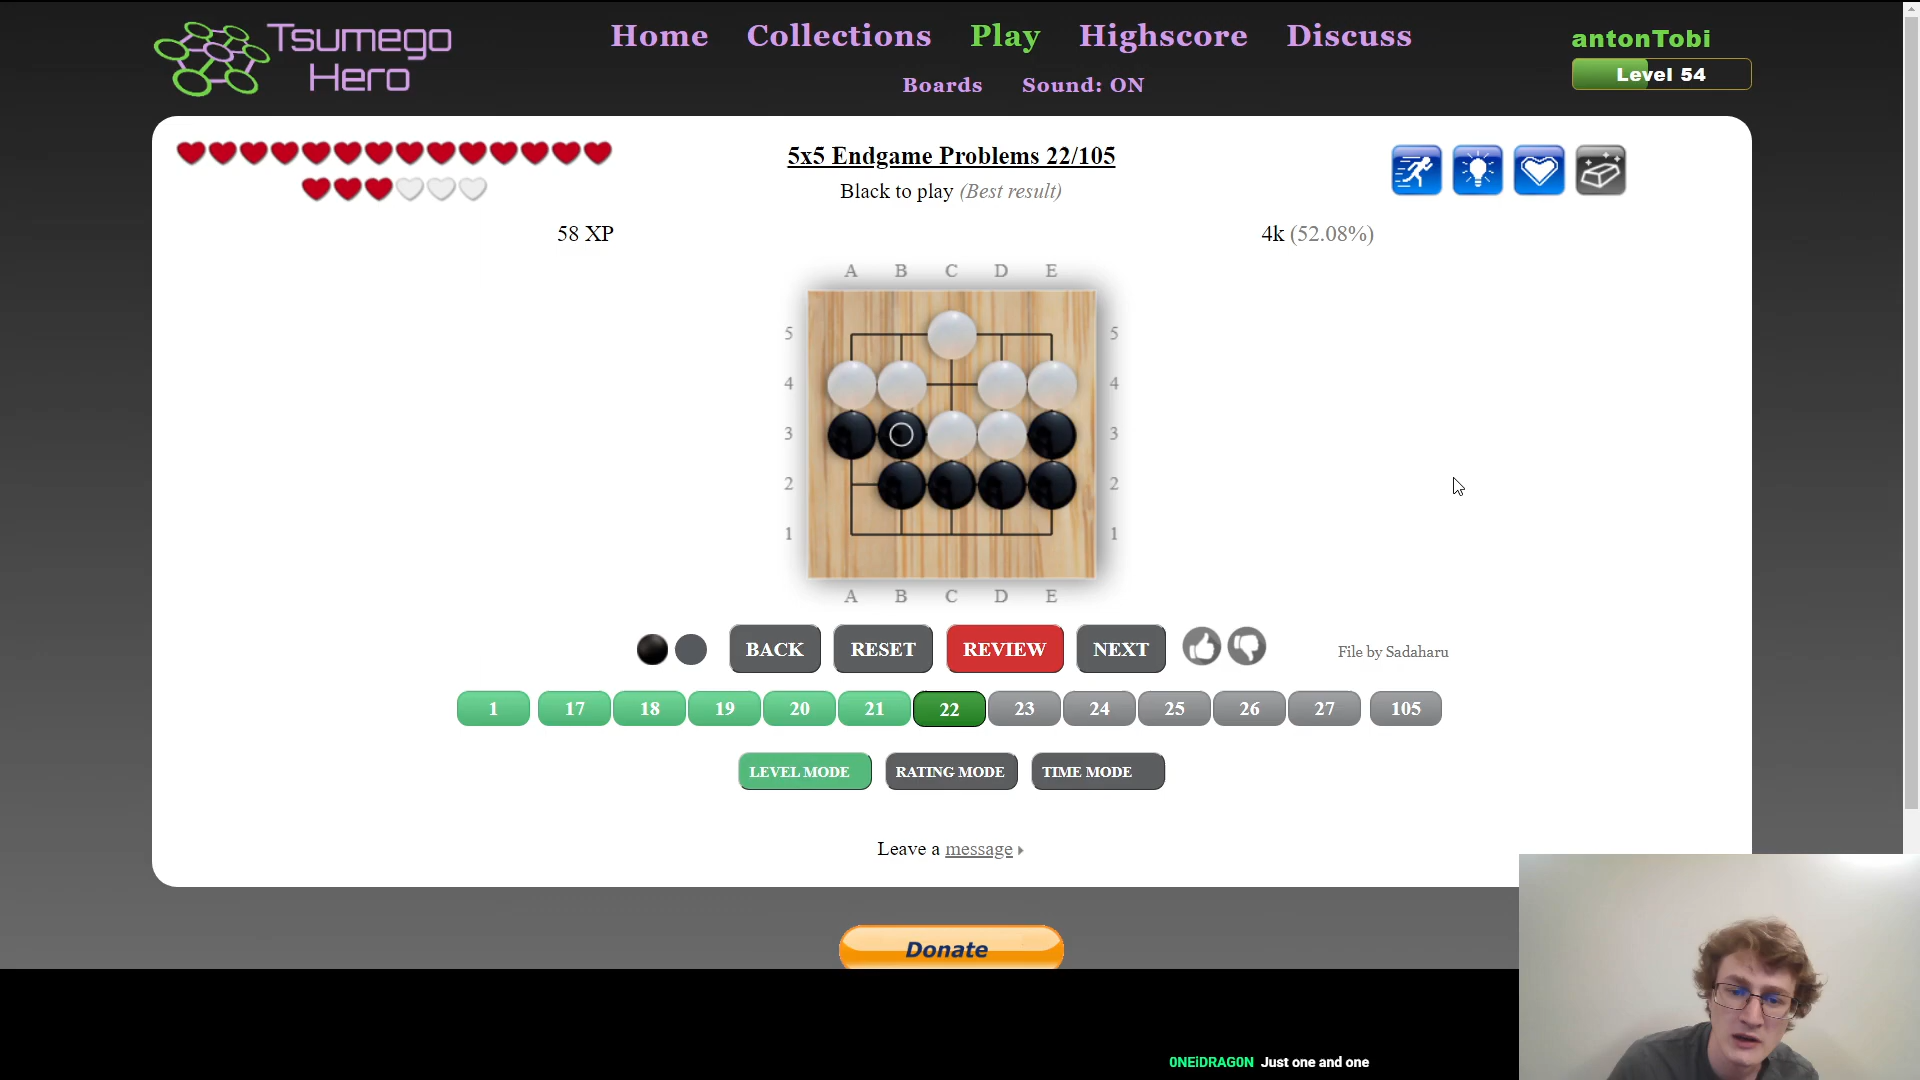 Tsumego
Hero
Home Collections Play Highscore Discuss
Boards Sound: ON
antonTobi
Level 54
5x5 Endgame Problems 22/105
Black to play (Best result)
58 XP
4k (52.08%)
A B C D E
5 5
4 4
3 3
2 2
1 1
A B C D E
BACK RESET REVIEW NEXT
File by Sadaharu
1 17 18 19 20 21 22 23 24 25 26 27 105
LEVEL MODE RATING MODE TIME MODE
Leave a message
Donate
0NEiDRAG0N Just one and one